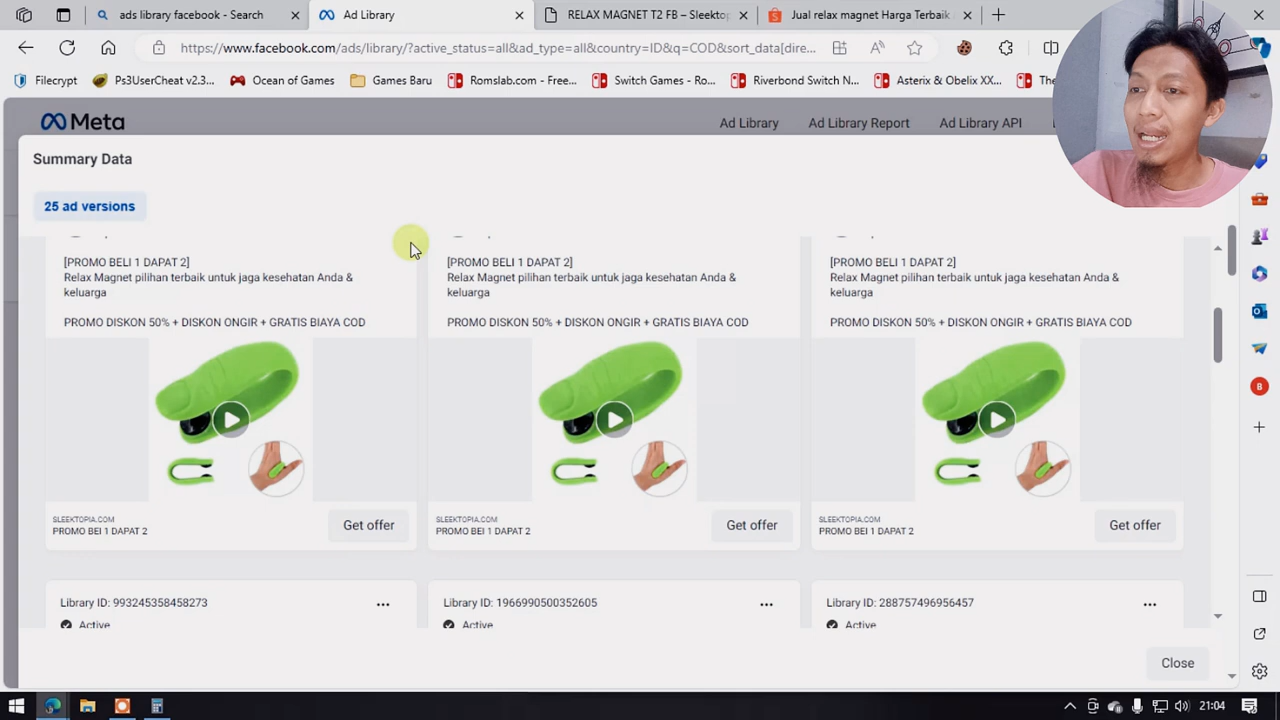 ads library facebook - Search
Ad Library
RELAX MAGNET T2 FB – Sleektop
Jual relax magnet Harga Terbaik
https://www.facebook.com/ads/library/?active_status=all&ad_type=all&country=ID&q=COD&sort_data[dire...
Filecrypt
Ps3UserCheat v2.3...
Ocean of Games
Games Baru
Romslab.com - Free...
Switch Games - Ro...
Riverbond Switch N...
Asterix & Obelix XX...
The
Meta
Ad Library
Ad Library Report
Ad Library API
Summary Data
25 ad versions
[PROMO BELI 1 DAPAT 2]
Relax Magnet pilihan terbaik untuk jaga kesehatan Anda &
keluarga
PROMO DISKON 50% + DISKON ONGIR + GRATIS BIAYA COD
SLEEKTOPIA.COM
PROMO BEI 1 DAPAT 2
Get offer
[PROMO BELI 1 DAPAT 2]
Relax Magnet pilihan terbaik untuk jaga kesehatan Anda &
keluarga
PROMO DISKON 50% + DISKON ONGIR + GRATIS BIAYA COD
SLEEKTOPIA.COM
PROMO BEI 1 DAPAT 2
Get offer
[PROMO BELI 1 DAPAT 2]
Relax Magnet pilihan terbaik untuk jaga kesehatan Anda &
keluarga
PROMO DISKON 50% + DISKON ONGIR + GRATIS BIAYA COD
SLEEKTOPIA.COM
PROMO BEI 1 DAPAT 2
Get offer
Library ID: 993245358458273
Active
Library ID: 1966990500352605
Active
Library ID: 288757496956457
Active
Close
B
21:04